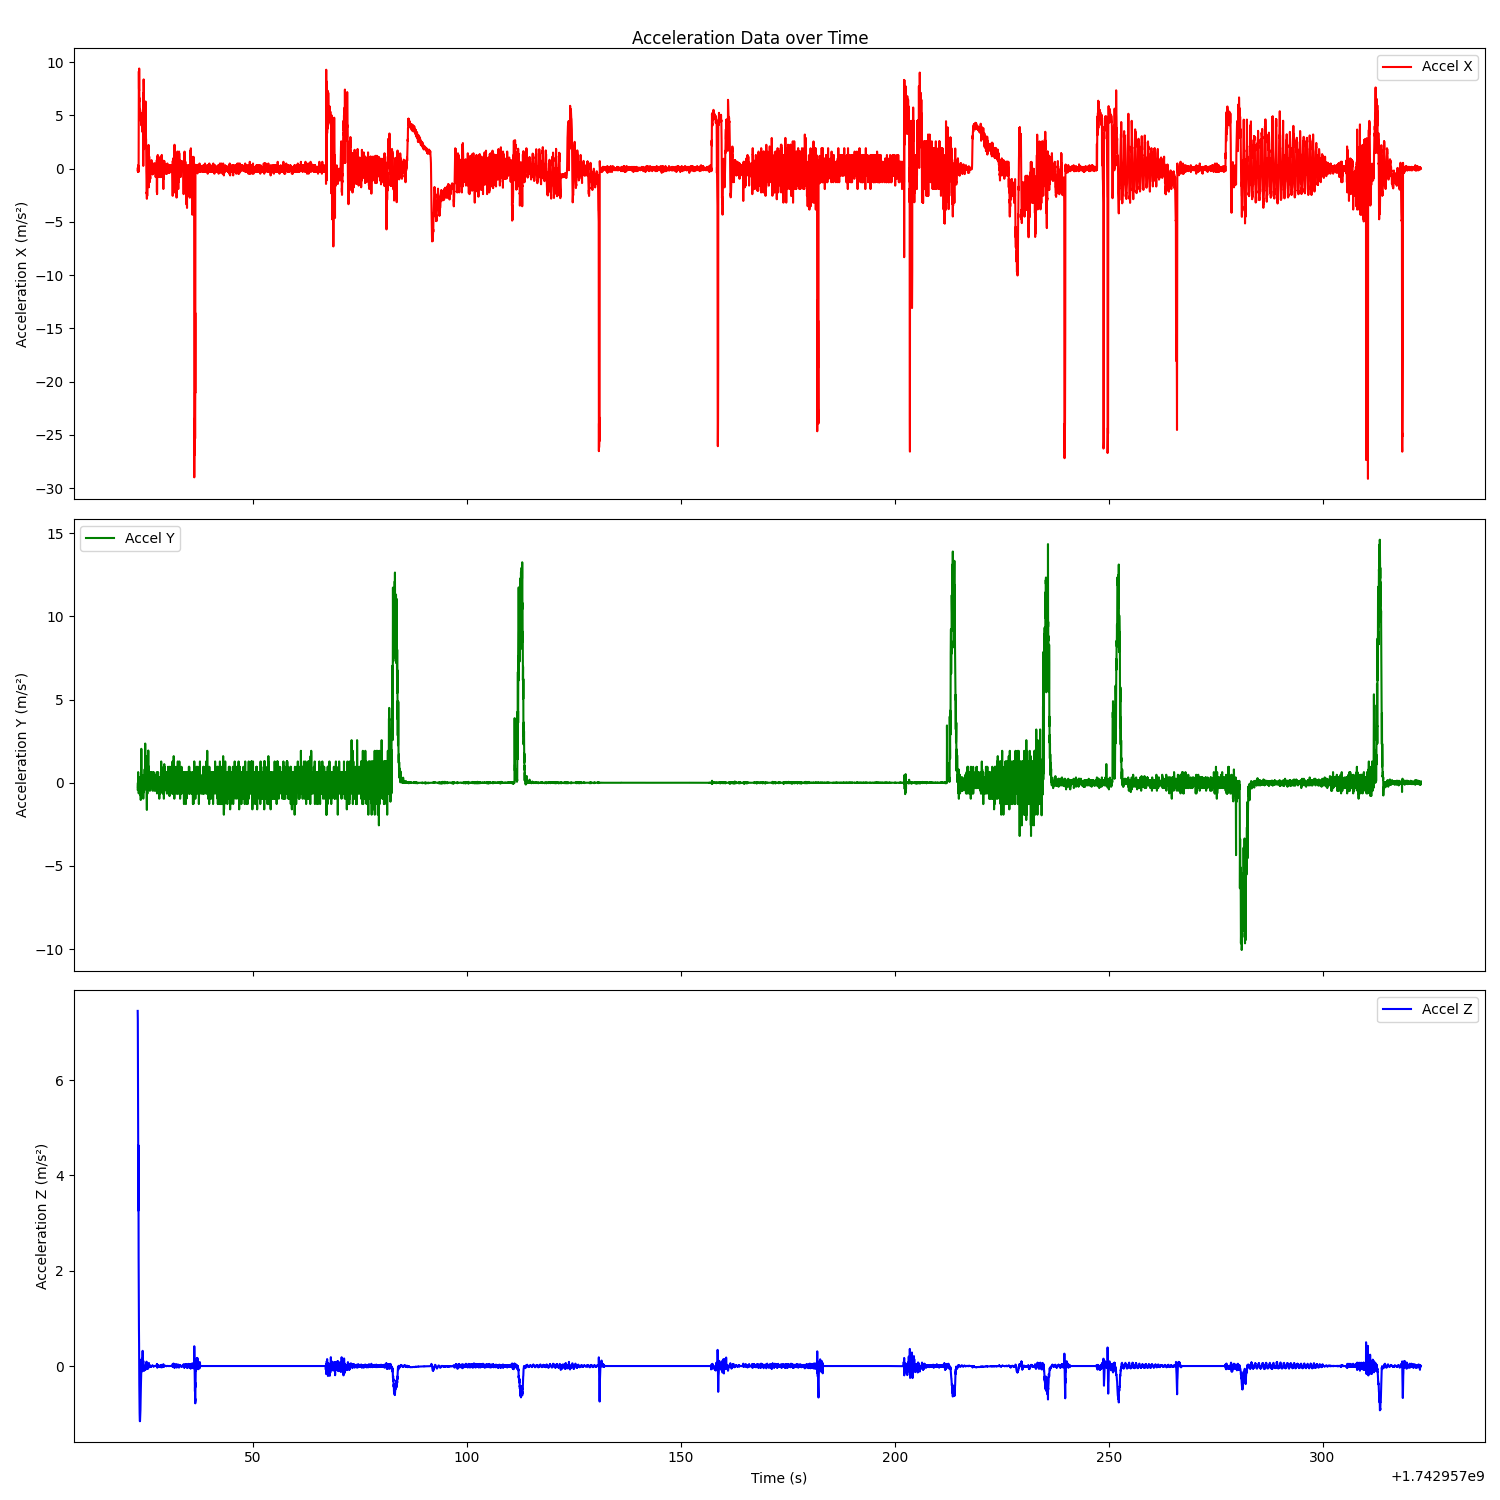 Acceleration Data over Time
Accel X
Acceleration X (m/s²)
10
5
0
−5
−10
−15
−20
−25
−30
Accel Y
Acceleration Y (m/s²)
15
10
5
0
−5
−10
Accel Z
Acceleration Z (m/s²)
6
4
2
0
50 100 150 200 250 300
Time (s)
+1.742957e9